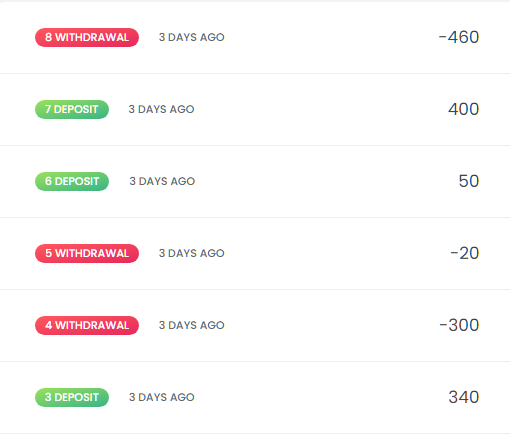 8 WITHDRAWAL 3 DAYS AGO -460
7 DEPOSIT 3 DAYS AGO 400
6 DEPOSIT 3 DAYS AGO 50
5 WITHDRAWAL 3 DAYS AGO -20
4 WITHDRAWAL 3 DAYS AGO -300
3 DEPOSIT 3 DAYS AGO 340